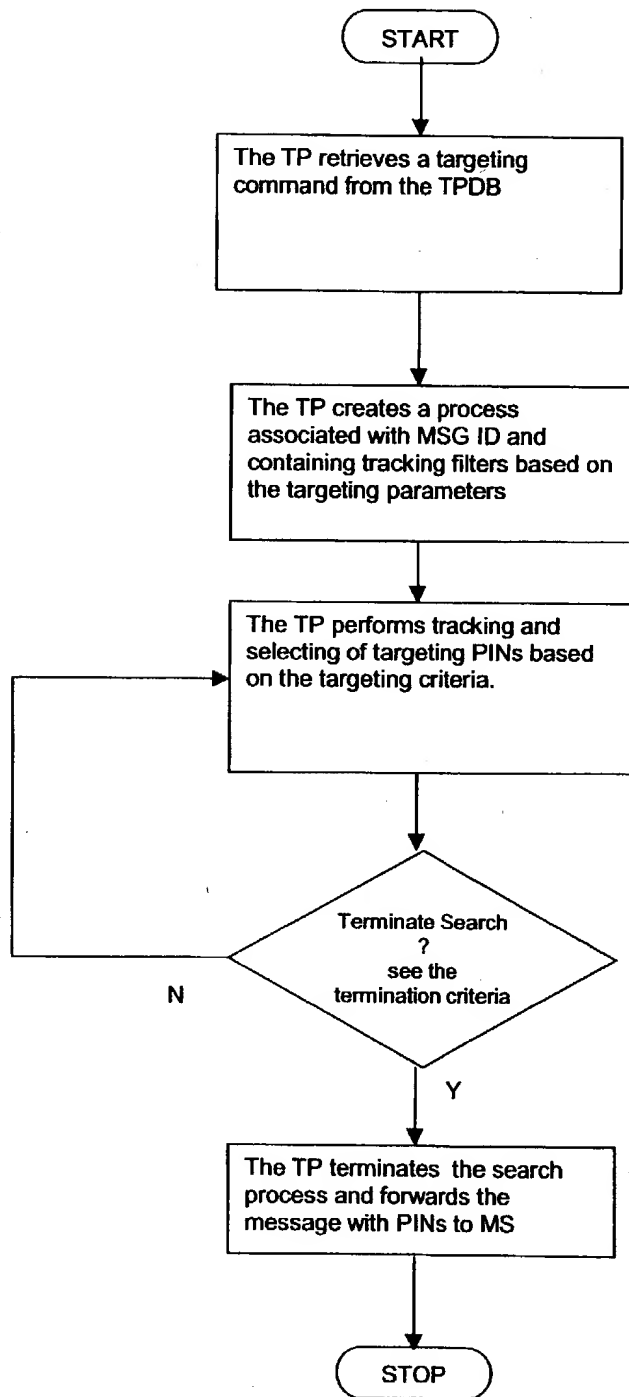 START
The TP retrieves a targeting
command from the TPDB
The TP creates a process
associated with MSG ID and
containing tracking filters based on
the targeting parameters
The TP performs tracking and
selecting of targeting PINs based
on the targeting criteria.
Terminate Search
?
see the
termination criteria
N
Y
The TP terminates the search
process and forwards the
message with PINs to MS
STOP